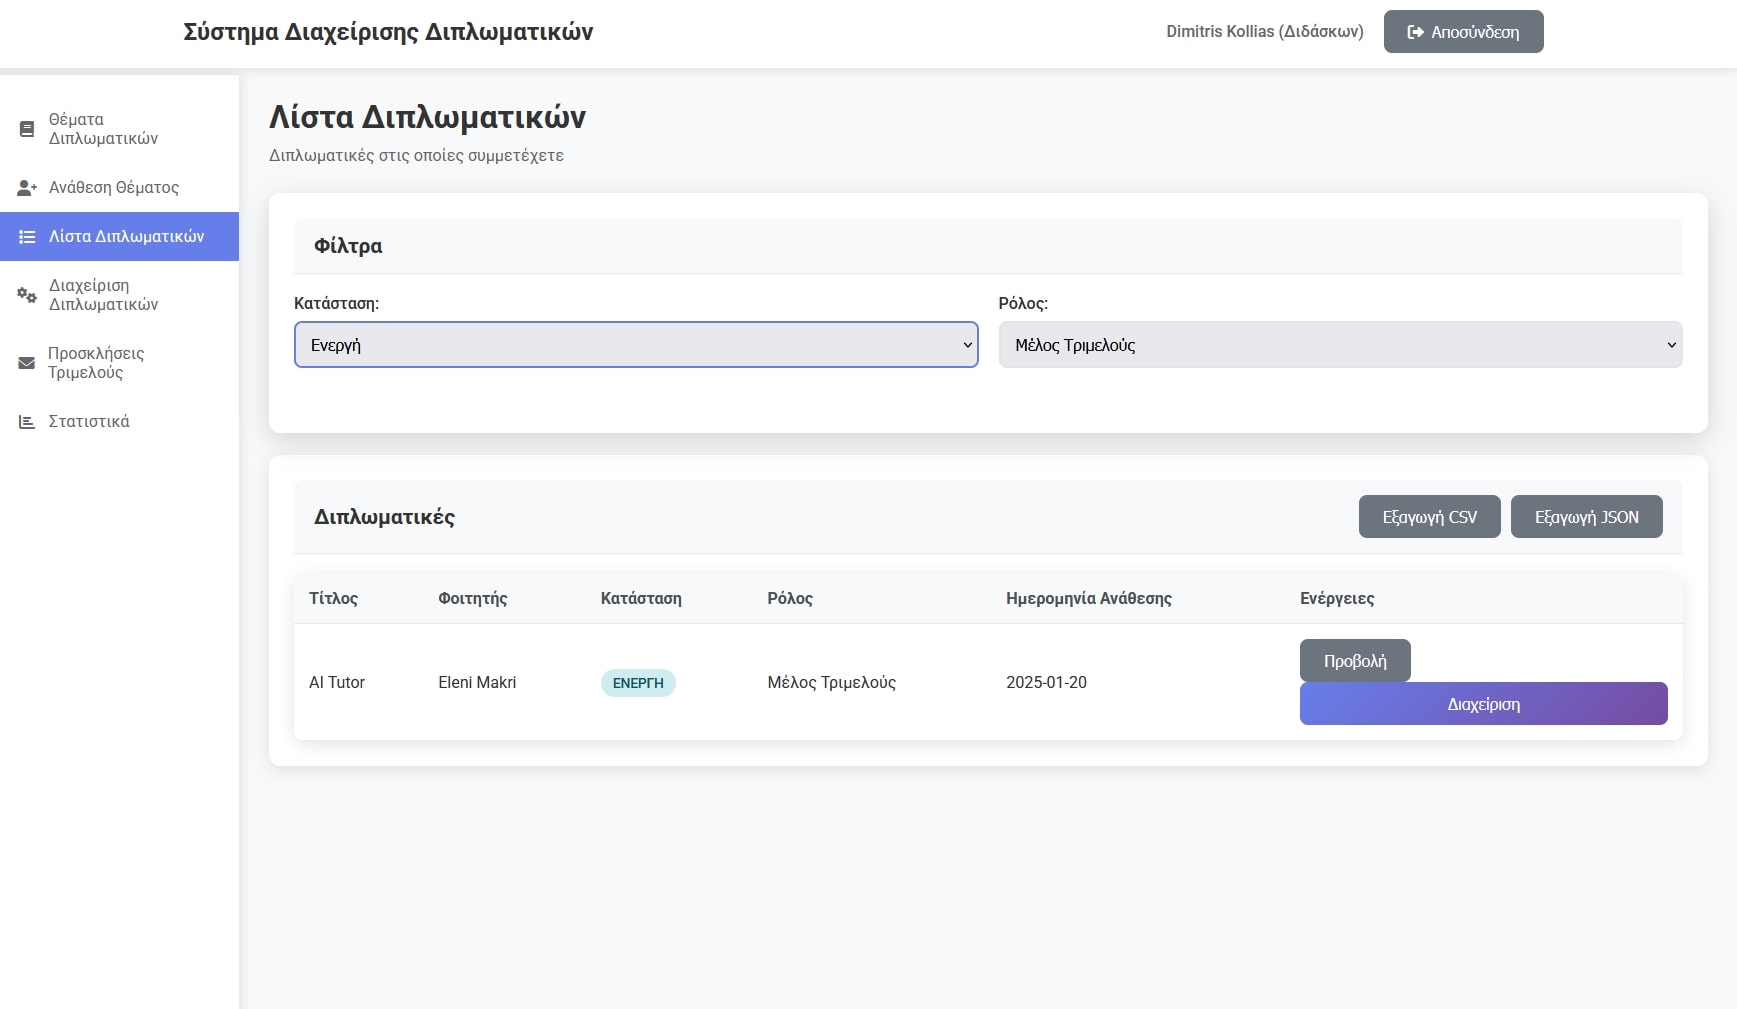 Σύστημα Διαχείρισης Διπλωματικών
Dimitris Kollias (Διδάσκων)
Αποσύνδεση
Θέματα
Διπλωματικών
Ανάθεση Θέματος
Λίστα Διπλωματικών
Διαχείριση
Διπλωματικών
Προσκλήσεις
Τριμελούς
Στατιστικά
Λίστα Διπλωματικών
Διπλωματικές στις οποίες συμμετέχετε
Φίλτρα
Κατάσταση:
Ρόλος:
Ενεργή
Μέλος Τριμελούς
Διπλωματικές
Εξαγωγή CSV
Εξαγωγή JSON
Τίτλος Φοιτητής Κατάσταση Ρόλος Ημερομηνία Ανάθεσης Ενέργειες
AI Tutor Eleni Makri ΕΝΕΡΓΗ Μέλος Τριμελούς 2025-01-20
Προβολή
Διαχείριση